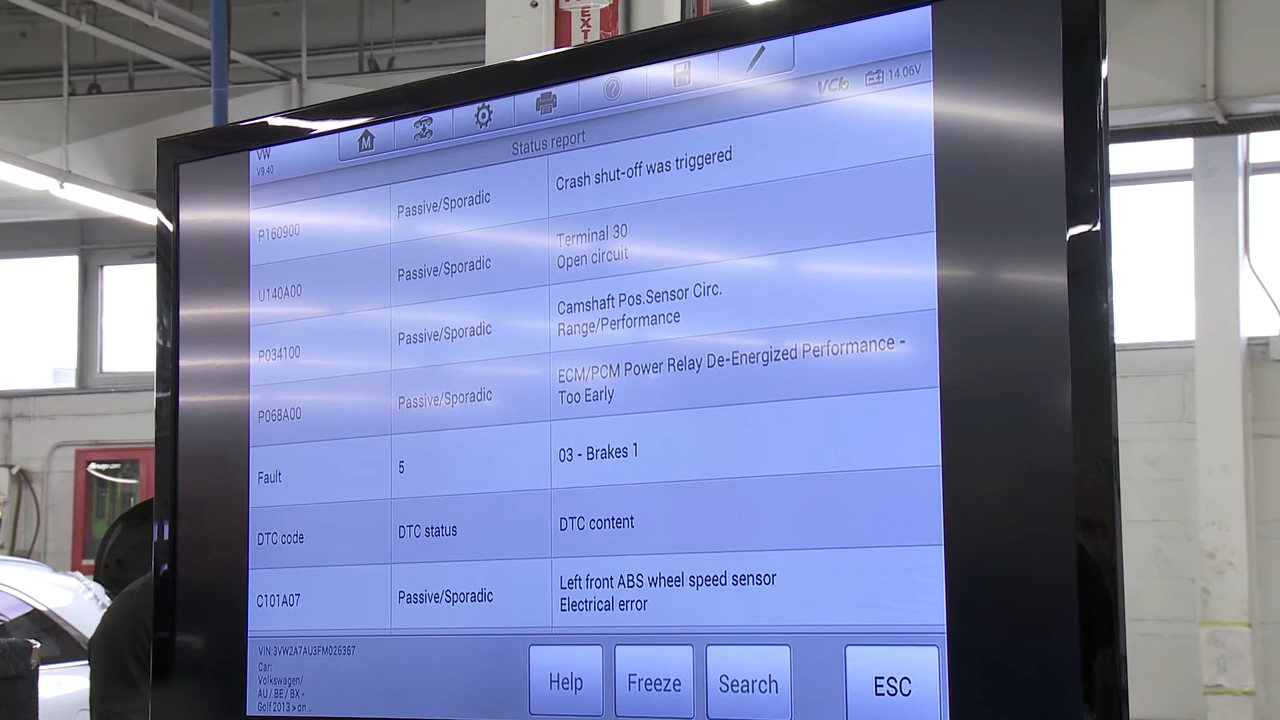 EXT
VW
V9.40
M
?
VCI
14.06V
Status report
P160900 Passive/Sporadic Crash shut-off was triggered
U140A00 Passive/Sporadic Terminal 30
Open circuit
P034100 Passive/Sporadic Camshaft Pos.Sensor Circ.
Range/Performance
P068A00 Passive/Sporadic ECM/PCM Power Relay De-Energized Performance -
Too Early
Fault 5 03 - Brakes 1
DTC code DTC status DTC content
C101A07 Passive/Sporadic Left front ABS wheel speed sensor
Electrical error
VIN:3VW2A7AU3FM026367
Car:
Volkswagen/
AU / BE / BX -
Golf 2013 > on...
Help
Freeze
Search
ESC